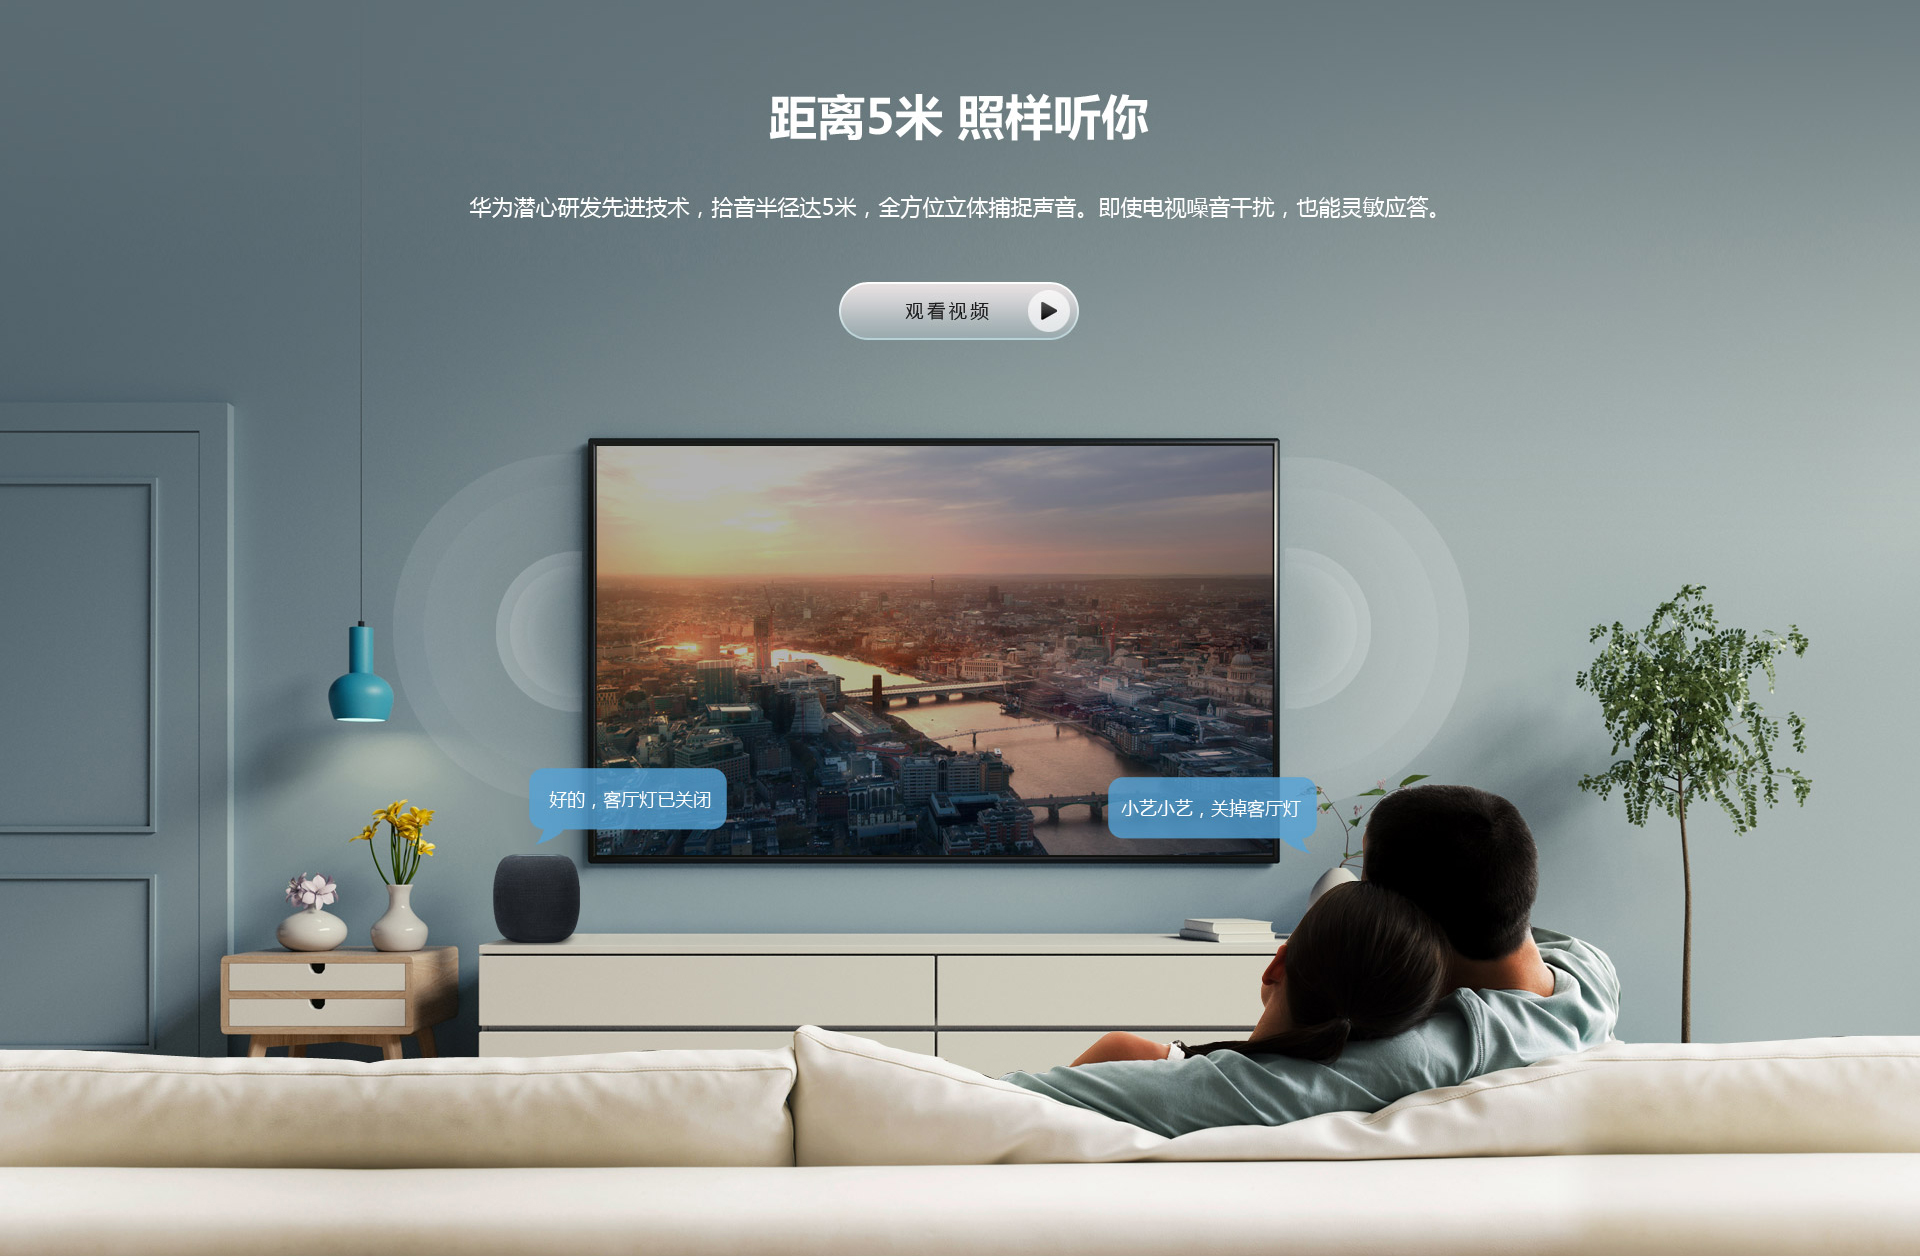 距离5米 照样听你
华为潜心研发先进技术，拾音半径达5米，全方位立体捕捉声音。即使电视噪音干扰，也能灵敏应答。
观看视频
好的，客厅灯已关闭
小艺小艺，关掉客厅灯